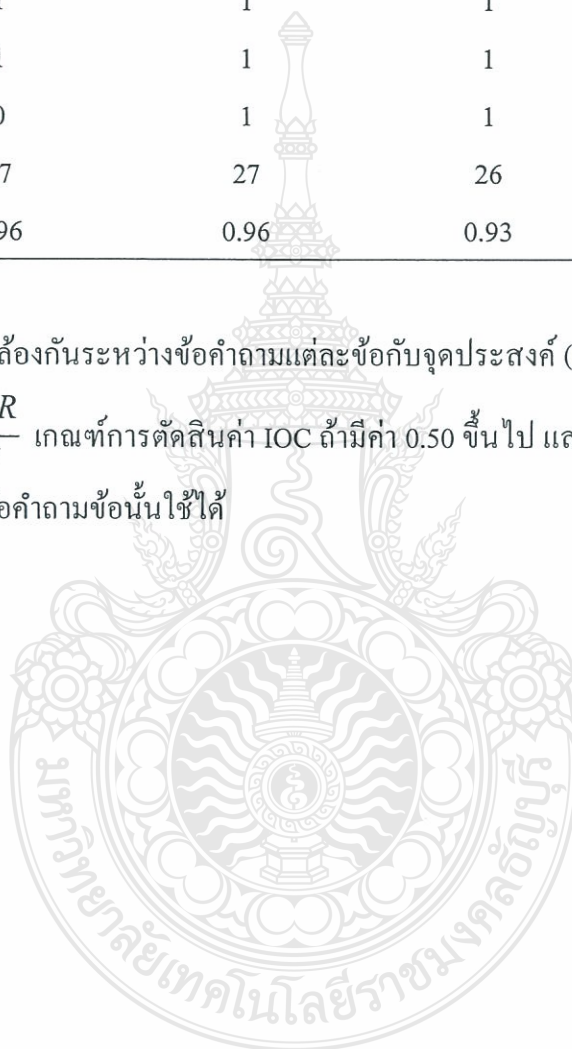 1 1
1 1
1 1
27 26
96 0.96 0.93
ล้องกันระหว่างข้อคำถามแต่ละข้อกับจุดประสงค์ (
R
เกณฑ์การตัดสินค่า IOC ถ้ามีค่า 0.50 ขึ้นไป แล
อคำถามข้อนั้นใช้ได้
มหาวิทยาลัยเทคโนโลยีราชมงคลธัญบุรี